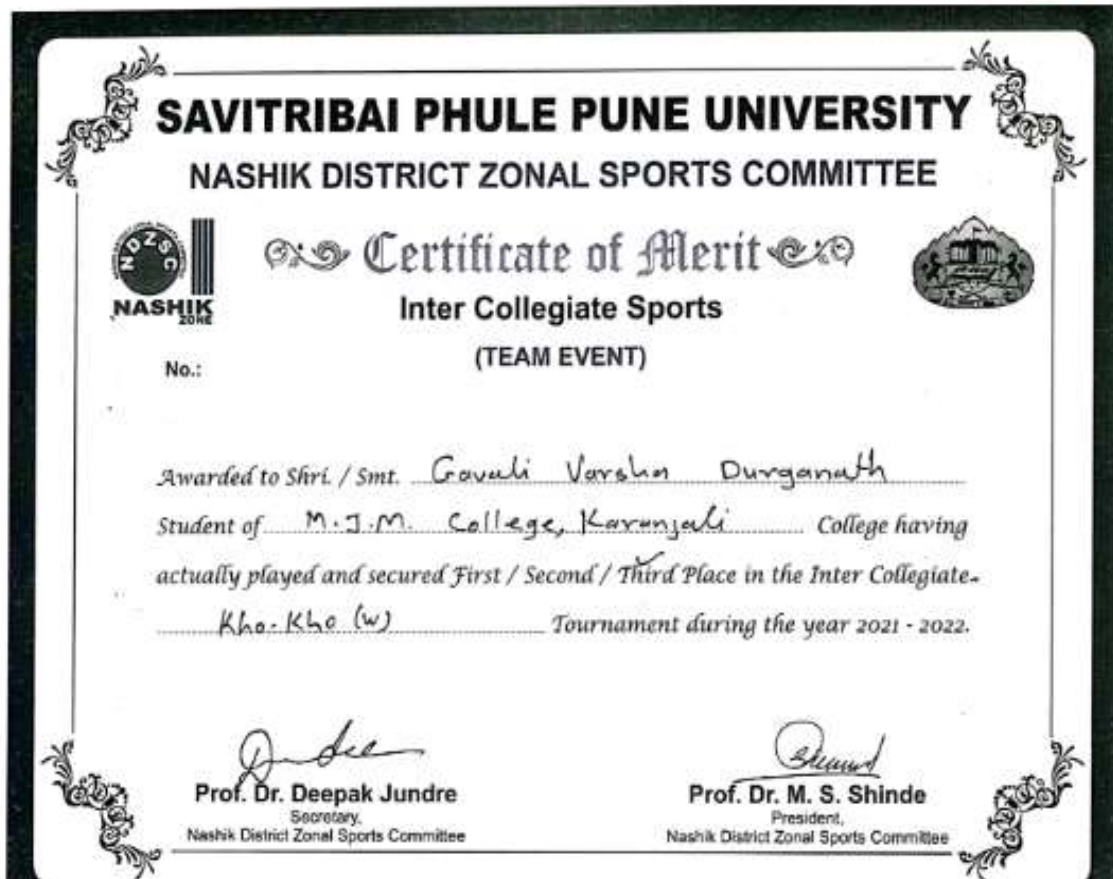 SAVITRIBAI PHULE PUNE UNIVERSITY
NASHIK DISTRICT ZONAL SPORTS COMMITTEE
NDZSC
NASHIK
ZONE
Certificate of Merit
Inter Collegiate Sports
(TEAM EVENT)
No.:
Awarded to Shri. / Smt. Gavali Varsha Durganath
Student of M.J.M. College, Karanjali College having
actually played and secured First / Second / Third Place in the Inter Collegiate-
Kho-Kho (W) Tournament during the year 2021 - 2022.
Prof. Dr. Deepak Jundre
Secretary,
Nashik District Zonal Sports Committee
Prof. Dr. M. S. Shinde
President,
Nashik District Zonal Sports Committee